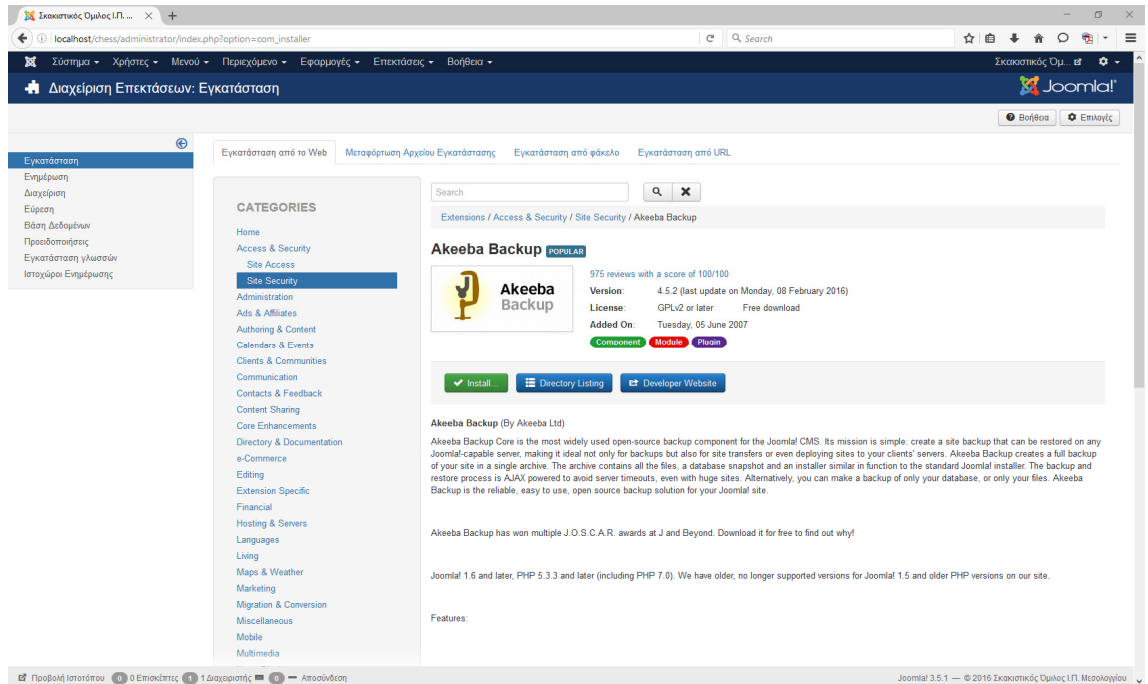 Σκακιστικός Όμιλος Ι.Π. ...
localhost/chess/administrator/index.php?option=com_installer
Search
Σύστημα Χρήστες Μενού Περιεχόμενο Εφαρμογές Επεκτάσεις Βοήθεια
Σκακιστικός Όμ...
Διαχείριση Επεκτάσεων: Εγκατάσταση
Joomla!
Βοήθεια Επιλογές
Εγκατάσταση
Ενημέρωση
Διαχείριση
Εύρεση
Βάση Δεδομένων
Προειδοποιήσεις
Εγκατάσταση γλωσσών
Ιστοχώροι Ενημέρωσης
Εγκατάσταση από το Web Μεταφόρτωση Αρχείου Εγκατάστασης Εγκατάσταση από φάκελο Εγκατάσταση από URL
CATEGORIES
Home
Access & Security
Site Access
Site Security
Administration
Ads & Affiliates
Authoring & Content
Calendars & Events
Clients & Communities
Communication
Contacts & Feedback
Content Sharing
Core Enhancements
Directory & Documentation
e-Commerce
Editing
Extension Specific
Financial
Hosting & Servers
Languages
Living
Maps & Weather
Marketing
Migration & Conversion
Miscellaneous
Mobile
Multimedia
Search
Extensions / Access & Security / Site Security / Akeeba Backup
Akeeba Backup POPULAR
Akeeba
Backup
975 reviews with a score of 100/100
Version: 4.5.2 (last update on Monday, 08 February 2016)
License: GPLv2 or later Free download
Added On: Tuesday, 05 June 2007
Component Module Plugin
Install... Directory Listing Developer Website
Akeeba Backup (By Akeeba Ltd)
Akeeba Backup Core is the most widely used open-source backup component for the Joomla! CMS. Its mission is simple: create a site backup that can be restored on any
Joomla!-capable server, making it ideal not only for backups but also for site transfers or even deploying sites to your clients' servers. Akeeba Backup creates a full backup
of your site in a single archive. The archive contains all the files, a database snapshot and an installer similar in function to the standard Joomla! installer. The backup and
restore process is AJAX powered to avoid server timeouts, even with huge sites. Alternatively, you can make a backup of only your database, or only your files. Akeeba
Backup is the reliable, easy to use, open source backup solution for your Joomla! site.
Akeeba Backup has won multiple J.O.S.C.A.R. awards at J and Beyond. Download it for free to find out why!
Joomla! 1.6 and later, PHP 5.3.3 and later (including PHP 7.0). We have older, no longer supported versions for Joomla! 1.5 and older PHP versions on our site.
Features:
Προβολή Ιστοτόπου 0 0 Επισκέπτες 1 1 Διαχειριστής 0 Αποσύνδεση
Joomla! 3.5.1 — © 2016 Σκακιστικός Όμιλος Ι.Π. Μεσολογγίου